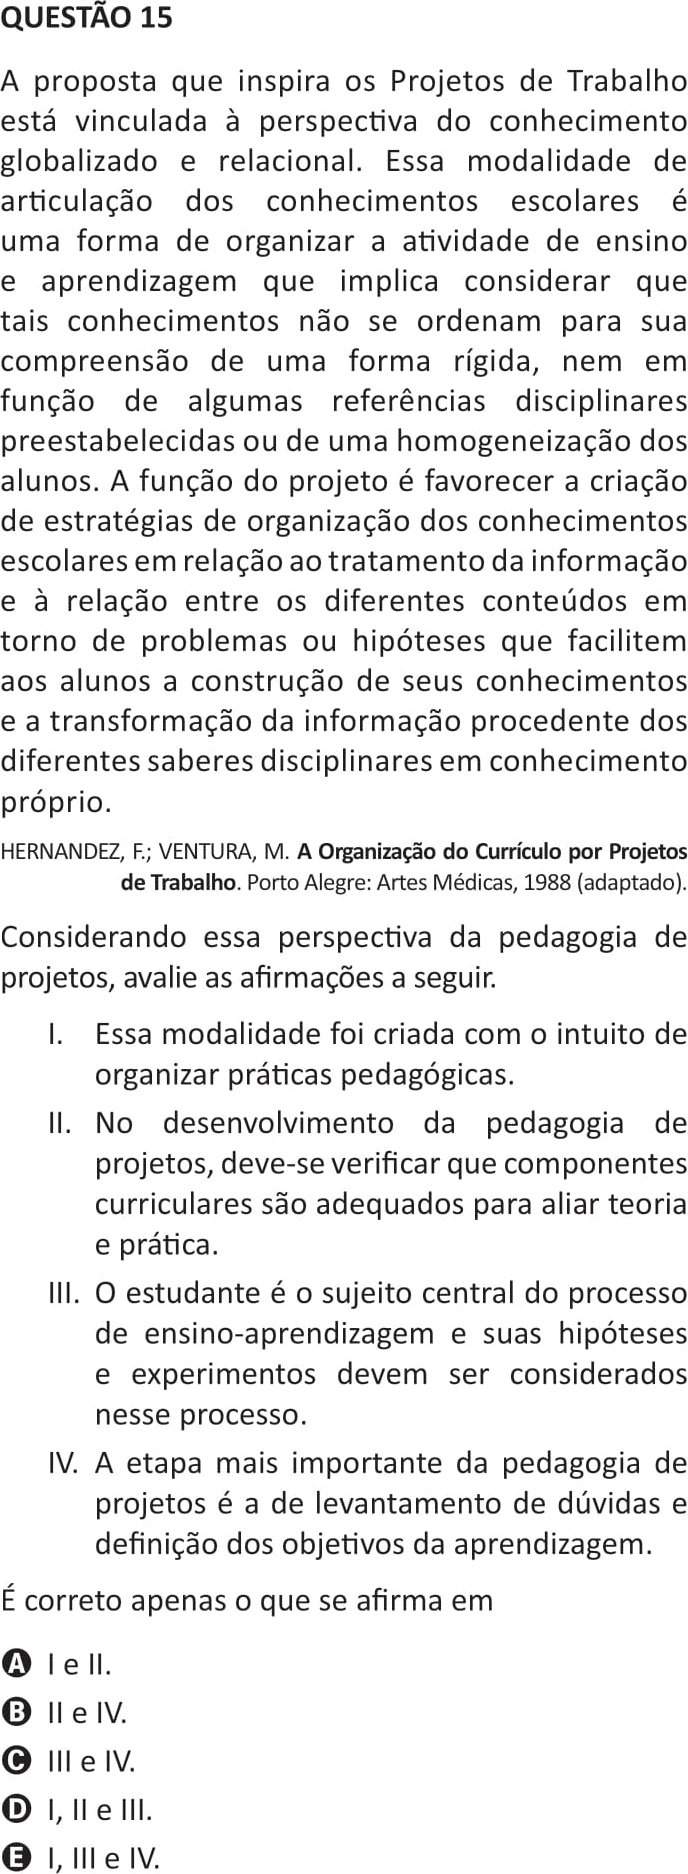 QUESTÃO 15
A proposta que inspira os Projetos de Trabalho
está vinculada à perspectiva do conhecimento
globalizado e relacional. Essa modalidade de
articulação dos conhecimentos escolares é
uma forma de organizar a atividade de ensino
e aprendizagem que implica considerar que
tais conhecimentos não se ordenam para sua
compreensão de uma forma rígida, nem em
função de algumas referências disciplinares
preestabelecidas ou de uma homogeneização dos
alunos. A função do projeto é favorecer a criação
de estratégias de organização dos conhecimentos
escolares em relação ao tratamento da informação
e à relação entre os diferentes conteúdos em
torno de problemas ou hipóteses que facilitem
aos alunos a construção de seus conhecimentos
e a transformação da informação procedente dos
diferentes saberes disciplinares em conhecimento
próprio.
HERNANDEZ, F.; VENTURA, M. A Organização do Currículo por Projetos
de Trabalho. Porto Alegre: Artes Médicas, 1988 (adaptado).
Considerando essa perspectiva da pedagogia de
projetos, avalie as afirmações a seguir.
I. Essa modalidade foi criada com o intuito de
organizar práticas pedagógicas.
II. No desenvolvimento da pedagogia de
projetos, deve-se verificar que componentes
curriculares são adequados para aliar teoria
e prática.
III. O estudante é o sujeito central do processo
de ensino-aprendizagem e suas hipóteses
e experimentos devem ser considerados
nesse processo.
IV. A etapa mais importante da pedagogia de
projetos é a de levantamento de dúvidas e
definição dos objetivos da aprendizagem.
É correto apenas o que se afirma em
A I e II.
B II e IV.
C III e IV.
D I, II e III.
E I, III e IV.